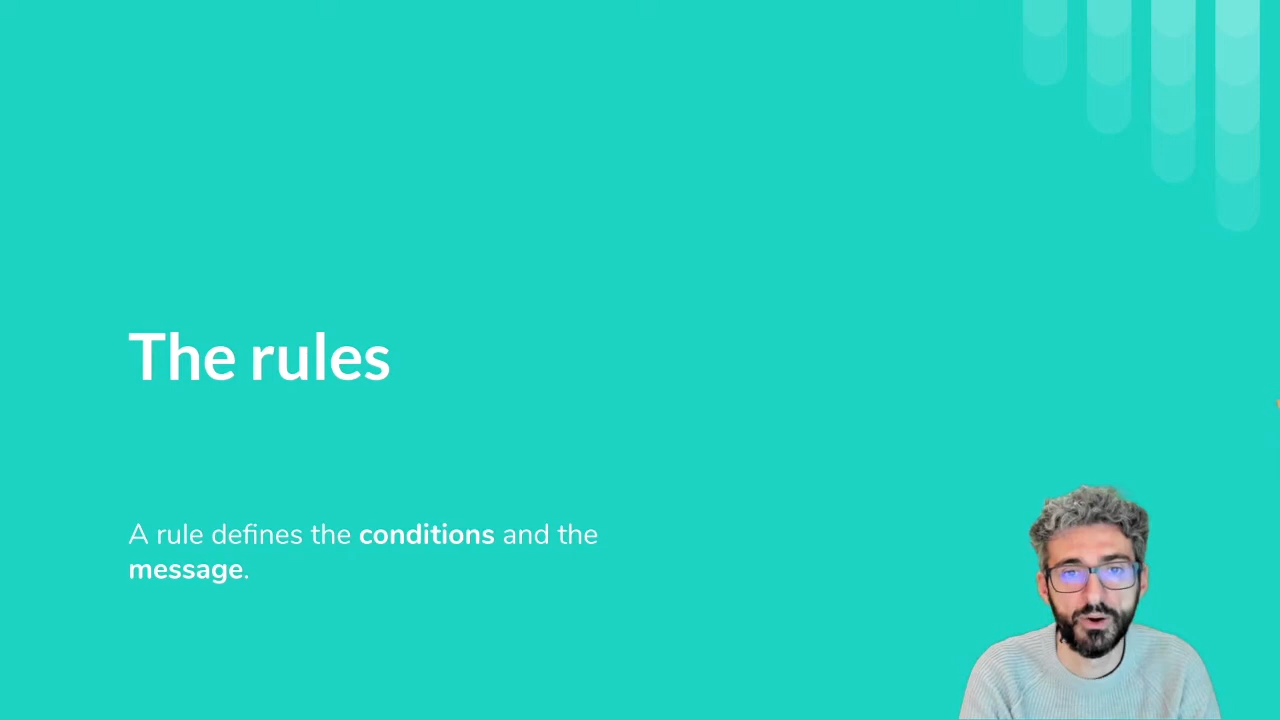 The rules
A rule defines the conditions and the
message.